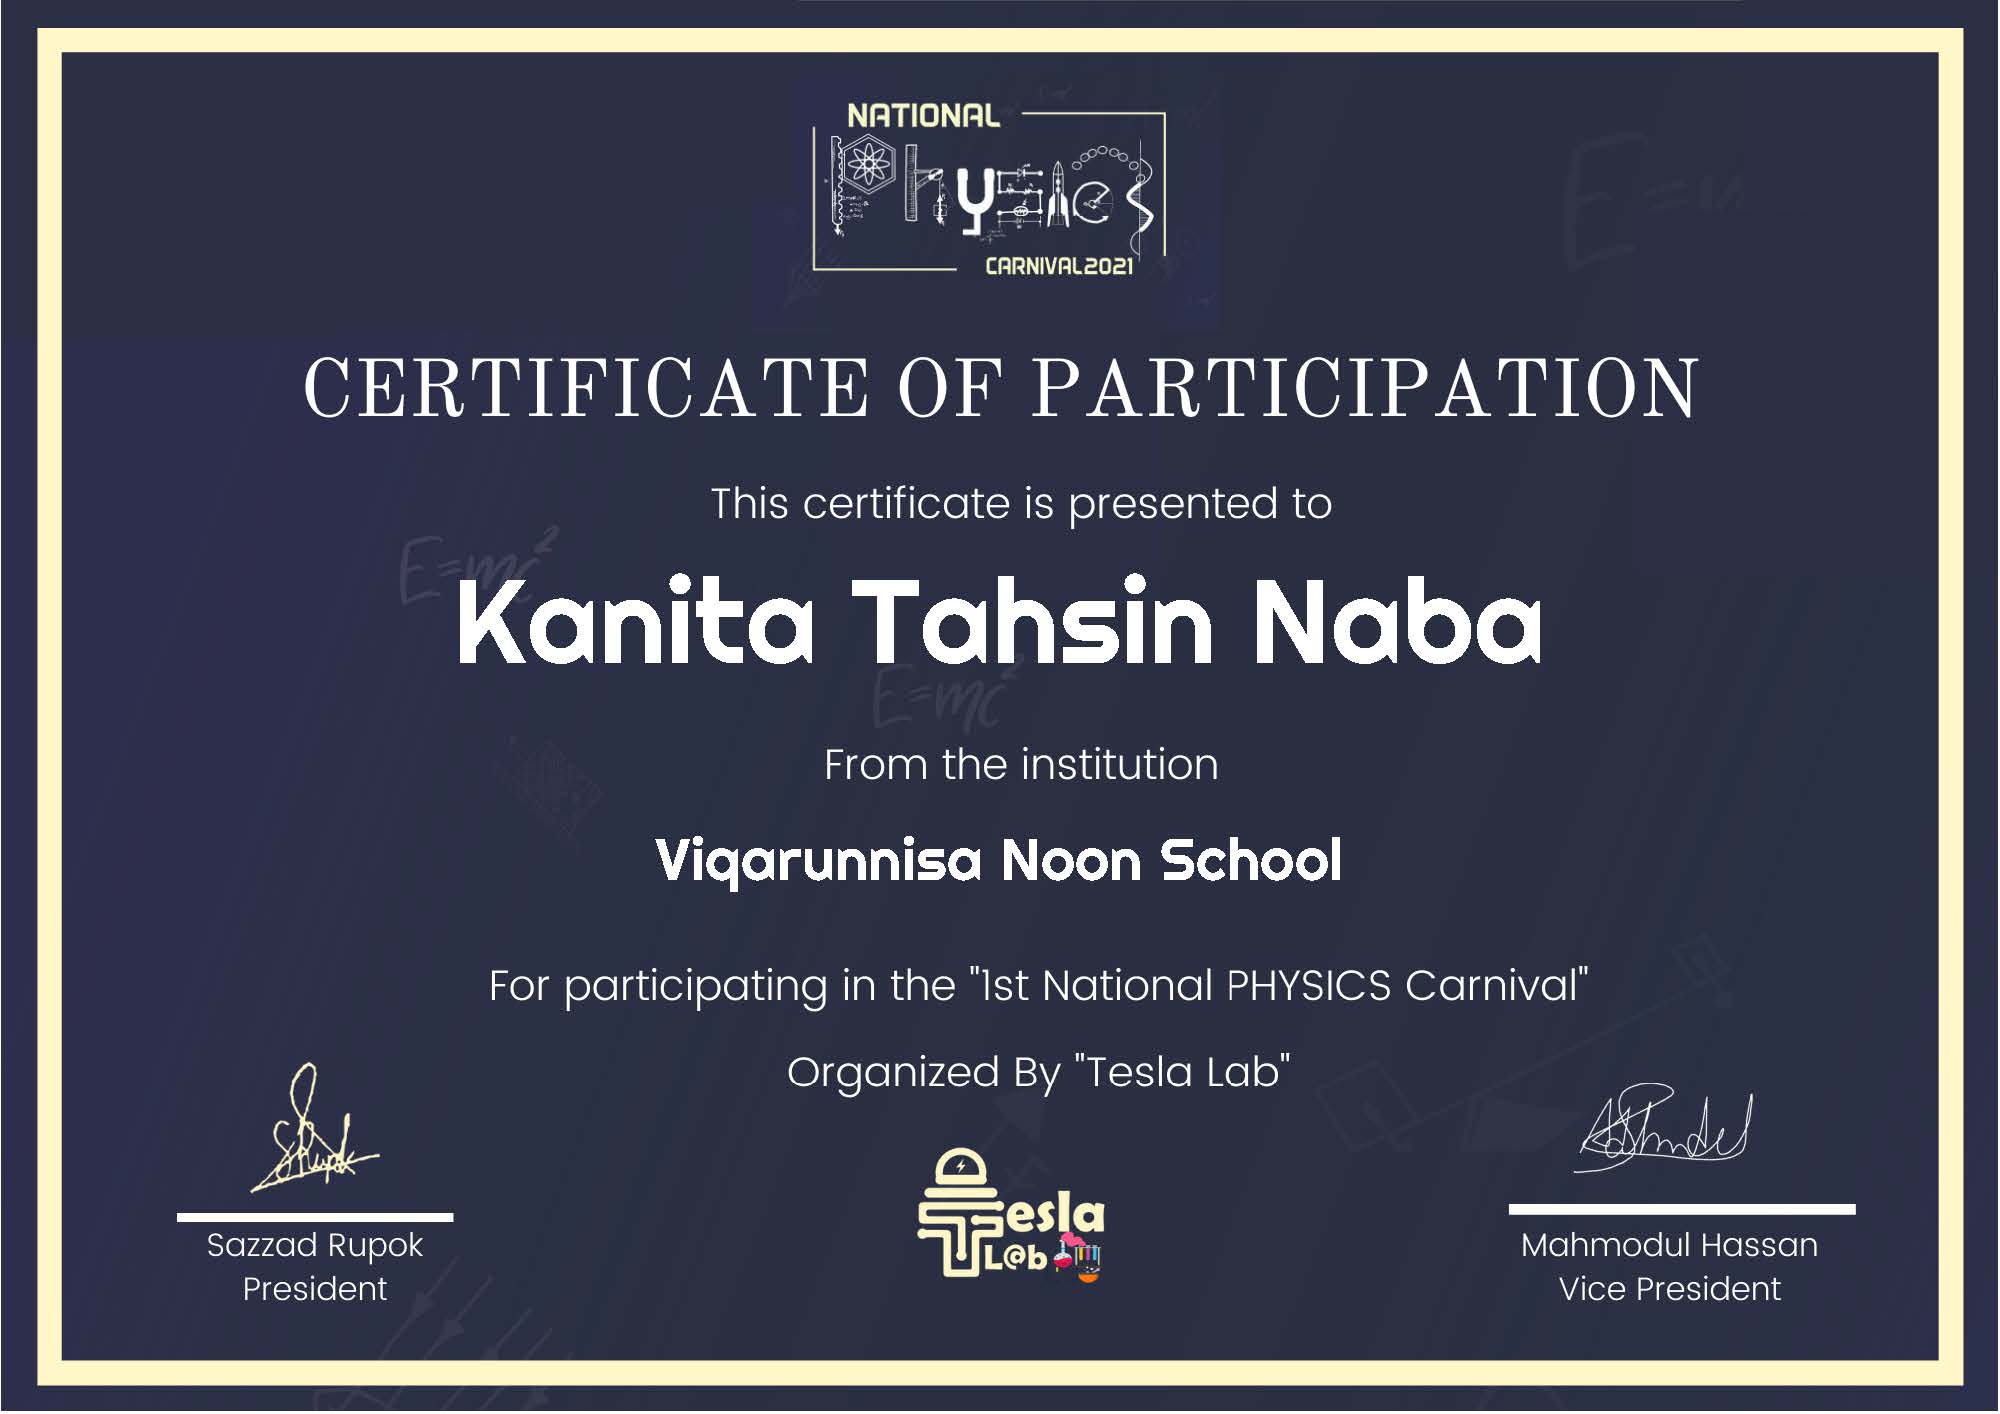 NATIONAL
Physics
CARNIVAL2021
CERTIFICATE OF PARTICIPATION
This certificate is presented to
E=mc²
Kanita Tahsin Naba
E=mc²
From the institution
Viqarunnisa Noon School
For participating in the "1st National PHYSICS Carnival"
Organized By "Tesla Lab"
Sazzad Rupok
President
Tesla
L@b
Mahmodul Hassan
Vice President